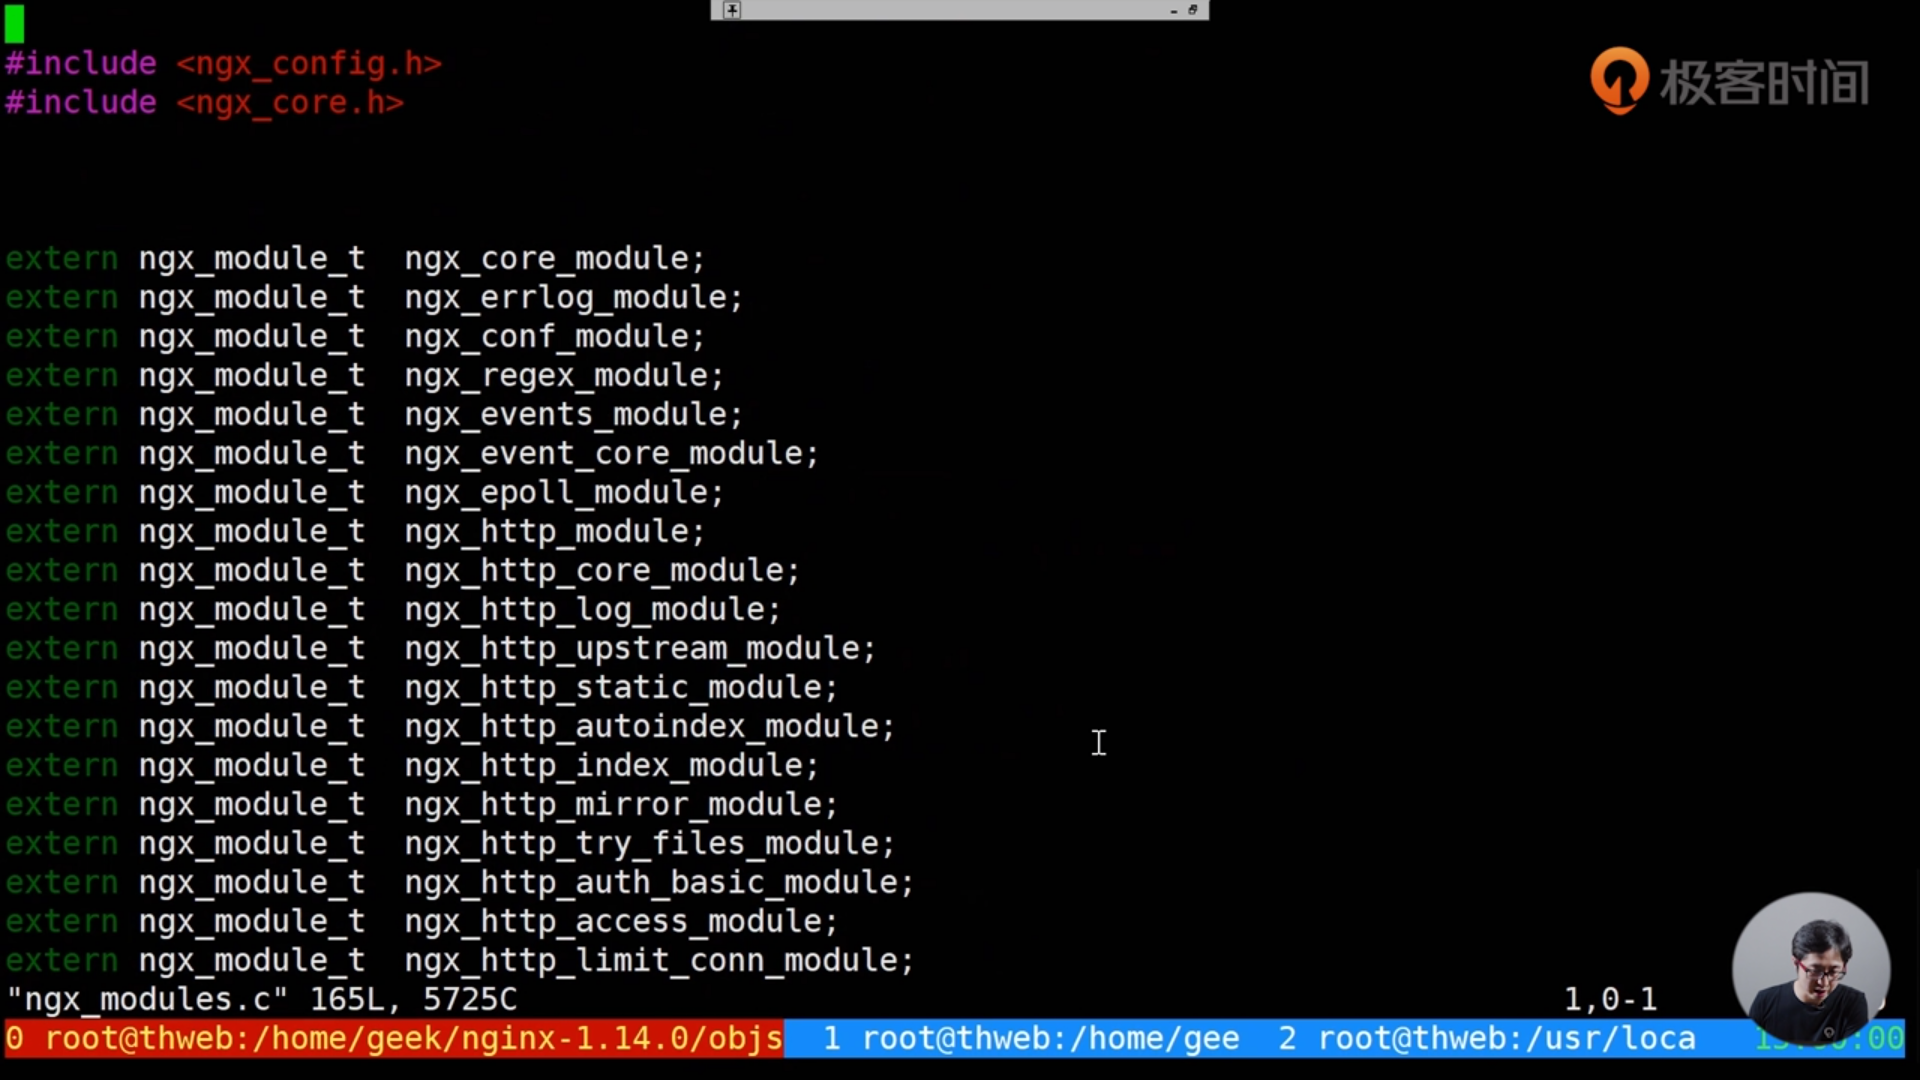 #include <ngx_config.h>
#include <ngx_core.h>
极客时间
extern ngx_module_t  ngx_core_module;
extern ngx_module_t  ngx_errlog_module;
extern ngx_module_t  ngx_conf_module;
extern ngx_module_t  ngx_regex_module;
extern ngx_module_t  ngx_events_module;
extern ngx_module_t  ngx_event_core_module;
extern ngx_module_t  ngx_epoll_module;
extern ngx_module_t  ngx_http_module;
extern ngx_module_t  ngx_http_core_module;
extern ngx_module_t  ngx_http_log_module;
extern ngx_module_t  ngx_http_upstream_module;
extern ngx_module_t  ngx_http_static_module;
extern ngx_module_t  ngx_http_autoindex_module;
extern ngx_module_t  ngx_http_index_module;
extern ngx_module_t  ngx_http_mirror_module;
extern ngx_module_t  ngx_http_try_files_module;
extern ngx_module_t  ngx_http_auth_basic_module;
extern ngx_module_t  ngx_http_access_module;
extern ngx_module_t  ngx_http_limit_conn_module;
"ngx_modules.c" 165L, 5725C 1,0-1
0 root@thweb:/home/geek/nginx-1.14.0/objs 1 root@thweb:/home/gee 2 root@thweb:/usr/loca